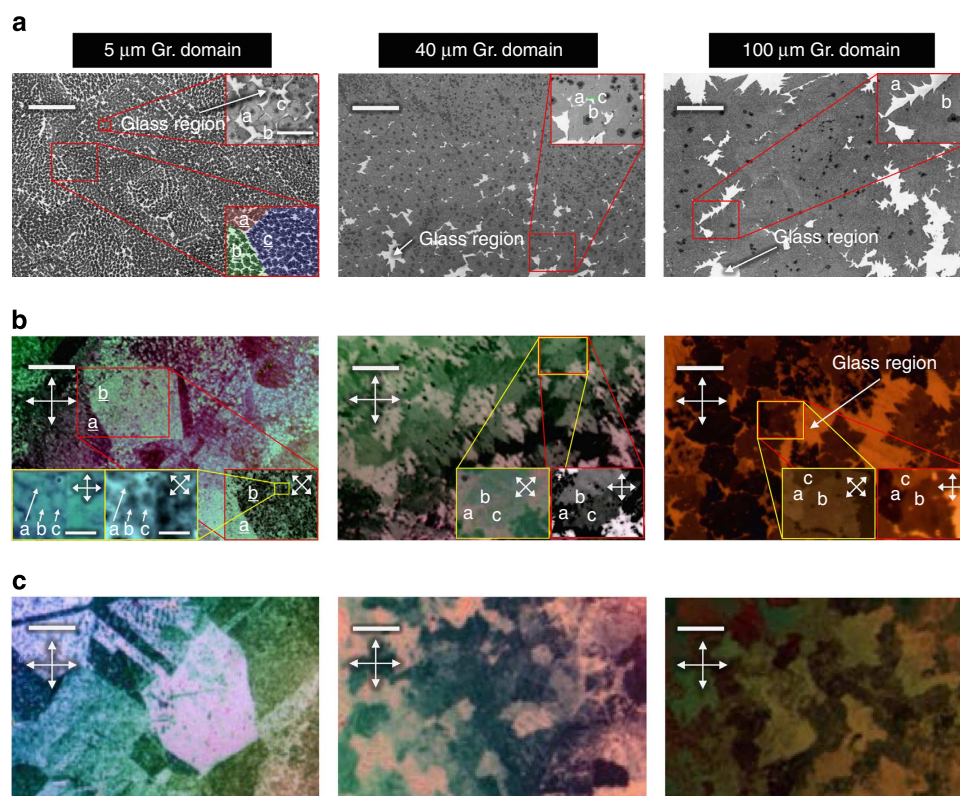 a
5 μm Gr. domain
40 μm Gr. domain
100 μm Gr. domain
Glass region
a
c
b
a
b
c
a c
b
Glass region
a
b
Glass region
b
b
a
a b c
a b c
b
a
b
a c
b
a c
Glass region
c
a b
c
a b
c